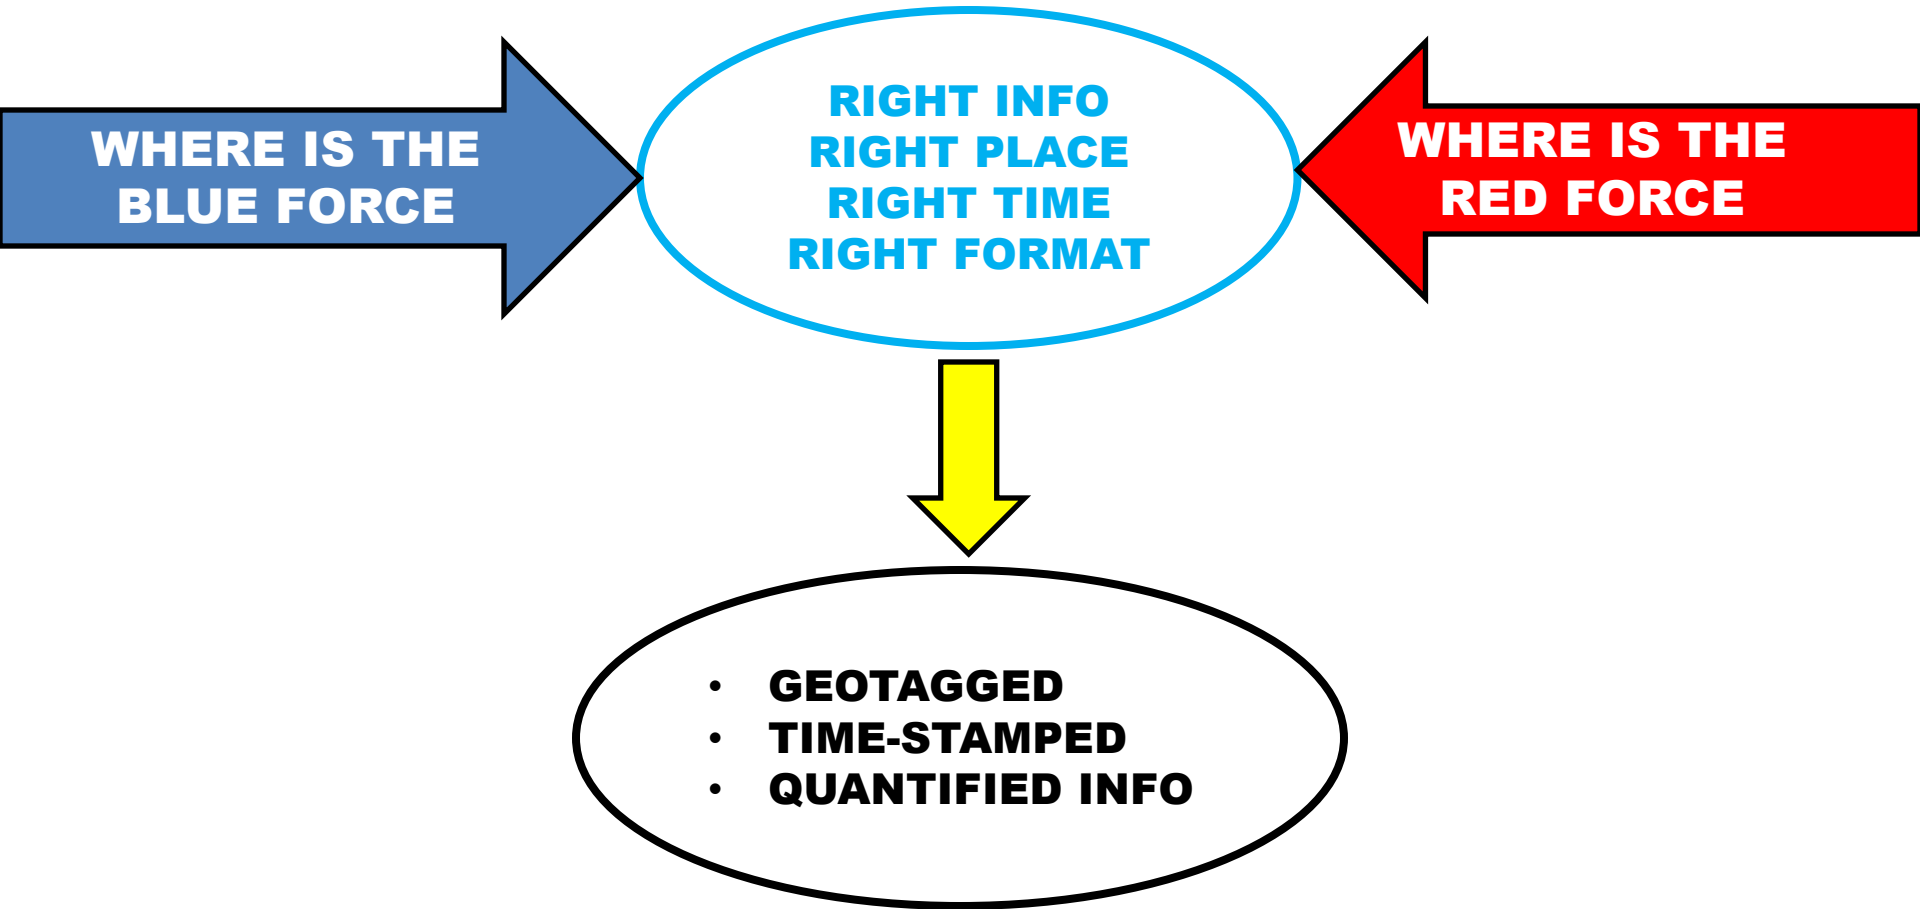 WHERE IS THE
BLUE FORCE
RIGHT INFO
RIGHT PLACE
RIGHT TIME
RIGHT FORMAT
WHERE IS THE
RED FORCE
• GEOTAGGED
• TIME-STAMPED
• QUANTIFIED INFO